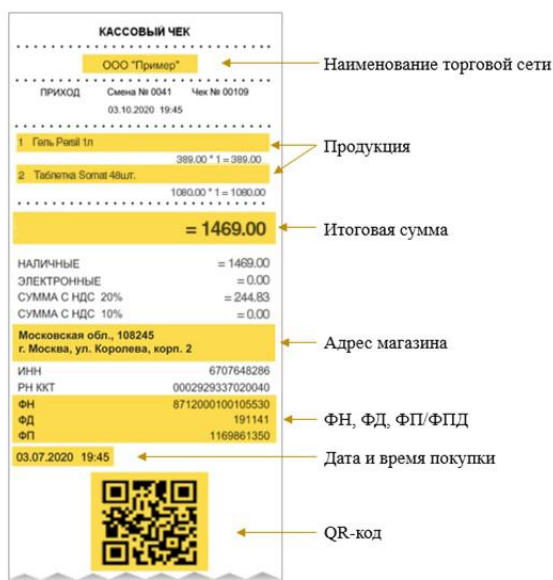 КАССОВЫЙ ЧЕК
ООО "Пример"
Наименование торговой сети
ПРИХОД Смена № 0041 Чек № 00109
03.10.2020 19:45
1 Гель Persil 1л
389.00 * 1 = 389.00
Продукция
2 Таблетка Somat 48шт.
1080.00 * 1 = 1080.00
= 1469.00
Итоговая сумма
НАЛИЧНЫЕ = 1469.00
ЭЛЕКТРОННЫЕ = 0.00
СУММА С НДС 20% = 244.83
СУММА С НДС 10% = 0.00
Московская обл., 108245
г. Москва, ул. Королева, корп. 2
Адрес магазина
ИНН 6707648286
РН ККТ 0002929337020040
ФН 8712000100105530
ФД 191141
ФП 1169861350
ФН, ФД, ФП/ФПД
03.07.2020 19:45
Дата и время покупки
QR-код